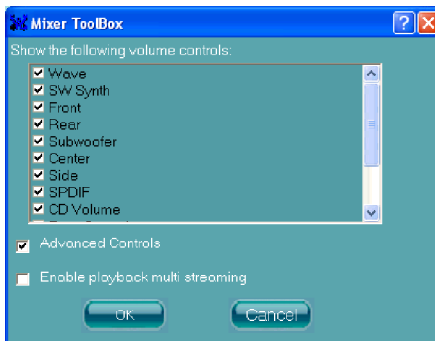 Mixer ToolBox
Show the following volume controls:
Wave
SW Synth
Front
Rear
Subwoofer
Center
Side
SPDIF
CD Volume
Advanced Controls
Enable playback multi streaming
OK
Cancel